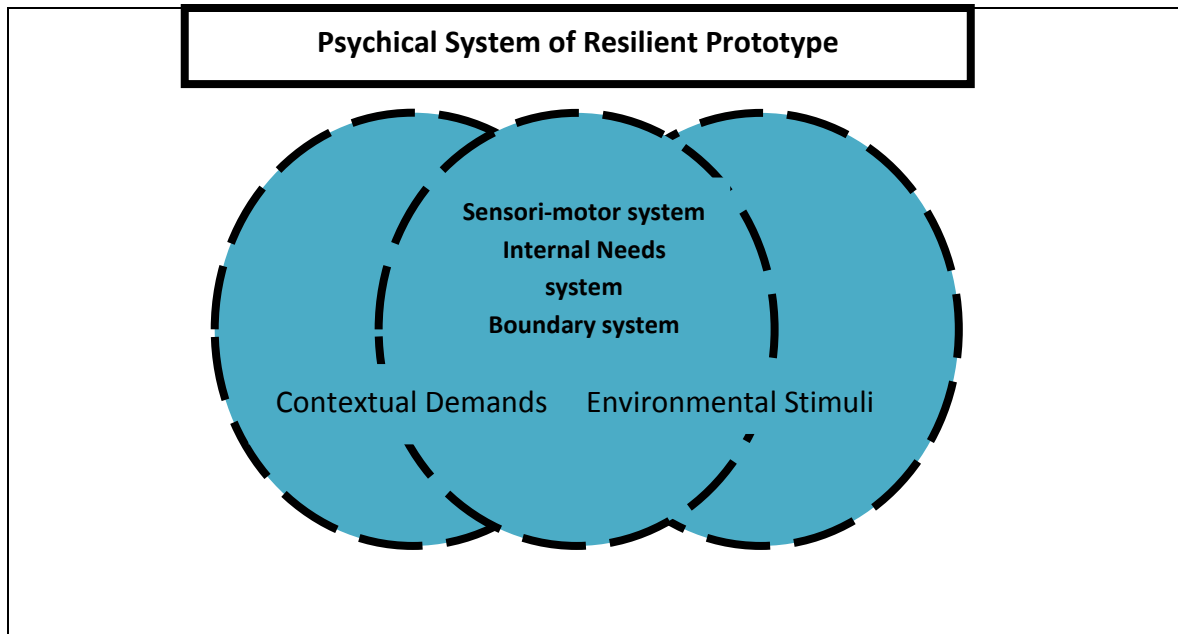 Psychical System of Resilient Prototype
Sensori-motor system
Internal Needs
system
Boundary system
Contextual Demands Environmental Stimuli